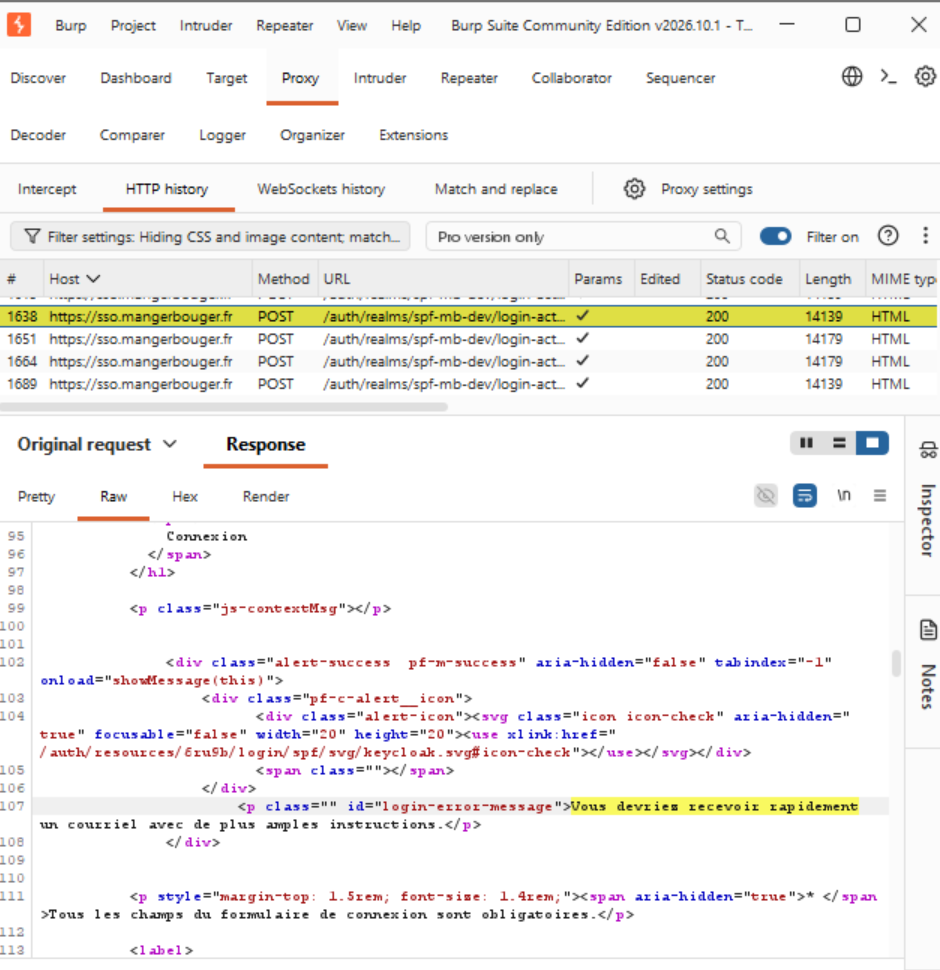 Burp Project Intruder Repeater View Help Burp Suite Community Edition v2026.10.1 - T...
Discover Dashboard Target Proxy Intruder Repeater Collaborator Sequencer
Decoder Comparer Logger Organizer Extensions
Intercept HTTP history WebSockets history Match and replace Proxy settings
Filter settings: Hiding CSS and image content; match... Pro version only Filter on
# Host Method URL Params Edited Status code Length MIME typ
1638 https://sso.mangerbouger.fr POST /auth/realms/spf-mb-dev/login-act... ✓ 200 14139 HTML
1651 https://sso.mangerbouger.fr POST /auth/realms/spf-mb-dev/login-act... ✓ 200 14179 HTML
1664 https://sso.mangerbouger.fr POST /auth/realms/spf-mb-dev/login-act... ✓ 200 14179 HTML
1689 https://sso.mangerbouger.fr POST /auth/realms/spf-mb-dev/login-act... ✓ 200 14139 HTML
Original request Response
Pretty Raw Hex Render \n
Inspector
Notes
95 Connexion
96 </span>
97 </h1>
98
99 <p class="js-contextMsg"></p>
100
101
102 <div class="alert-success pf-m-success" aria-hidden="false" tabindex="-1"
onload="showMessage(this)">
103 <div class="pf-c-alert__icon">
104 <div class="alert-icon"><svg class="icon icon-check" aria-hidden="
true" focusable="false" width="20" height="20"><use xlink:href="
/auth/resources/6ru9b/login/spf/svg/keycloak.svg#icon-check"></use></svg></div>
105 <span class=""></span>
106 </div>
107 <p class="" id="login-error-message">Vous devriez recevoir rapidement
un courriel avec de plus amples instructions.</p>
108 </div>
109
110
111 <p style="margin-top: 1.5rem; font-size: 1.4rem;"><span aria-hidden="true">* </span
>Tous les champs du formulaire de connexion sont obligatoires.</p>
112
113 <label>